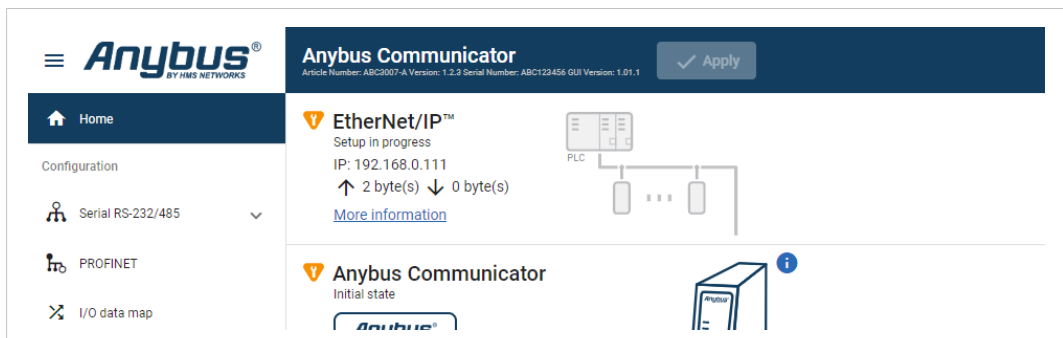 Anybus®
BY HMS NETWORKS
Anybus Communicator
Article Number: ABC3007-A Version: 1.2.3 Serial Number: ABC123456 GUI Version: 1.01.1
Apply
Home
Configuration
Serial RS-232/485
PROFINET
I/O data map
EtherNet/IP™
Setup in progress
IP: 192.168.0.111
↑ 2 byte(s) ↓ 0 byte(s)
More information
PLC
Anybus Communicator
Initial state
Anybus®
Anybus